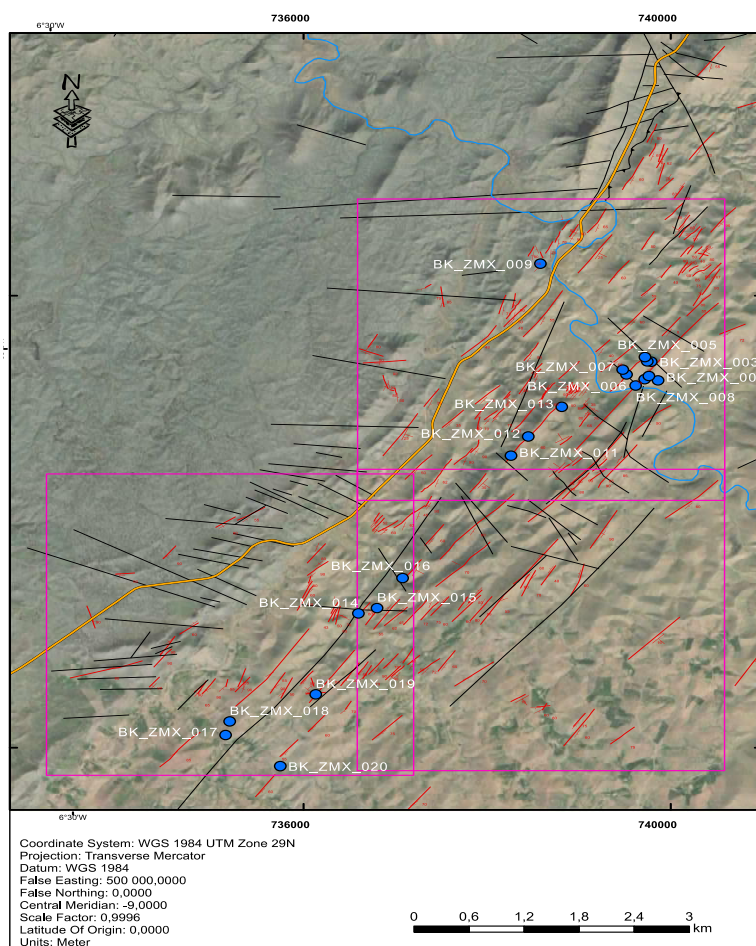 6°30'W
736000
740000
N
BK_ZMX_009
BK_ZMX_005
BK_ZMX_003
BK_ZMX_007
BK_ZMX_00
BK_ZMX_006
BK_ZMX_008
BK_ZMX_013
BK_ZMX_012
BK_ZMX_011
BK_ZMX_016
BK_ZMX_014
BK_ZMX_015
BK_ZMX_019
BK_ZMX_018
BK_ZMX_017
BK_ZMX_020
6°30'W
736000
740000
Coordinate System: WGS 1984 UTM Zone 29N
Projection: Transverse Mercator
Datum: WGS 1984
False Easting: 500 000,0000
False Northing: 0,0000
Central Meridian: -9,0000
Scale Factor: 0,9996
Latitude Of Origin: 0,0000
Units: Meter
0 0,6 1,2 1,8 2,4 3
km